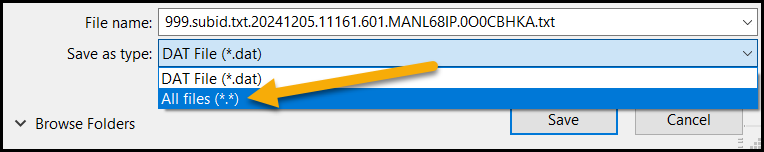 File name: 999.subid.txt.20241205.11161.601.MANL68IP.0O0CBHKA.txt
Save as type: DAT File (*.dat)
DAT File (*.dat)
All files (*.*)
Browse Folders
Save Cancel